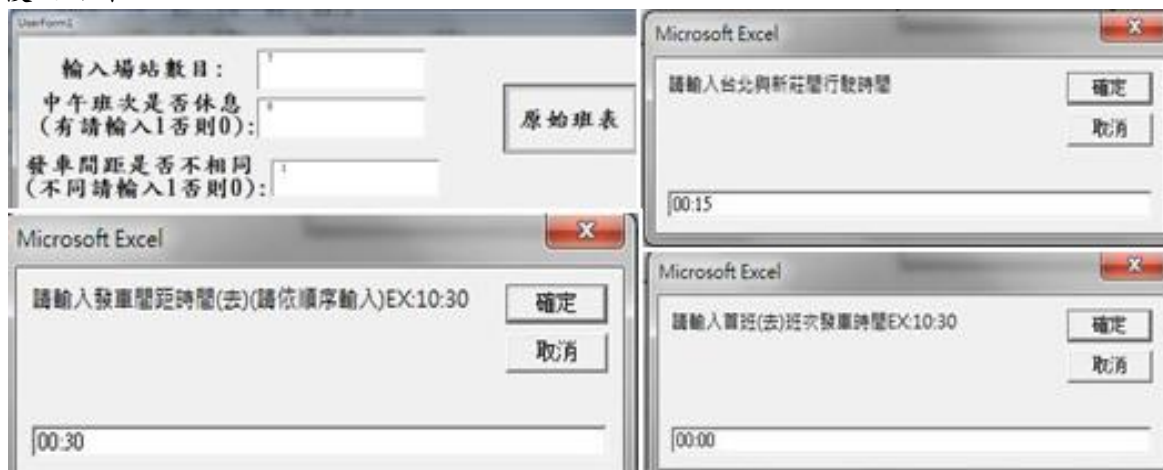 UserForm1
輸入場站數目:
中午班次是否休息
(有請輸入1否則0):
發車間距是否不相同
(不同請輸入1否則0):
原始班表
Microsoft Excel
請輸入台北與新莊間行駛時間
確定
取消
00:15
Microsoft Excel
請輸入發車間距時間(去)(請依順序輸入)EX:10:30
確定
取消
00:30
Microsoft Excel
請輸入首班(去)班次發車時間EX:10:30
確定
取消
00:00